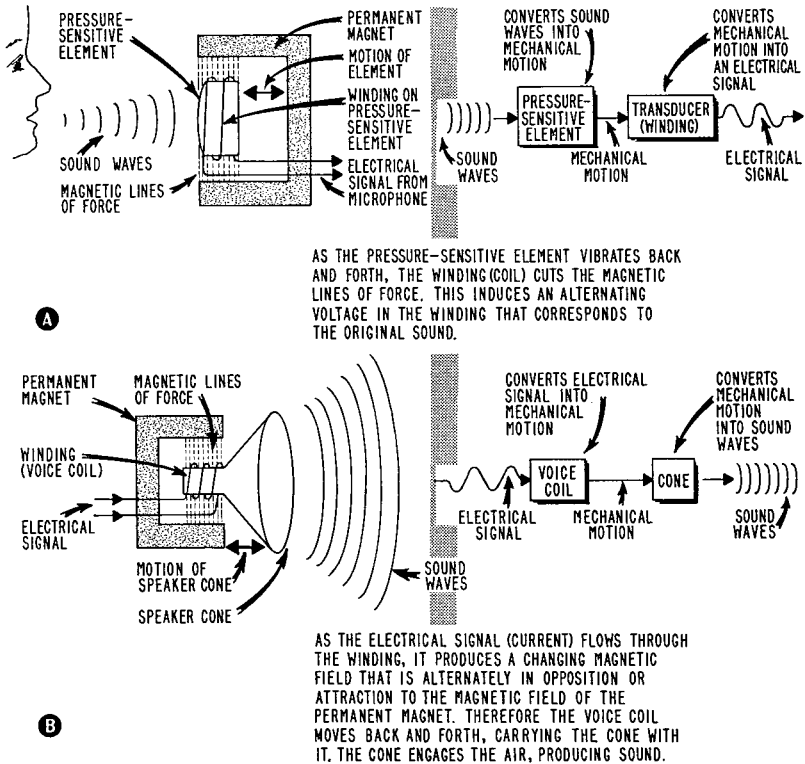 PRESSURE-
SENSITIVE
ELEMENT
PERMANENT
MAGNET
MOTION OF
ELEMENT
WINDING ON
PRESSURE-
SENSITIVE
ELEMENT
ELECTRICAL
SIGNAL FROM
MICROPHONE
SOUND WAVES
MAGNETIC LINES
OF FORCE
CONVERTS SOUND
WAVES INTO
MECHANICAL
MOTION
CONVERTS
MECHANICAL
MOTION INTO
AN ELECTRICAL
SIGNAL
PRESSURE-
SENSITIVE
ELEMENT
TRANSDUCER
(WINDING)
SOUND
WAVES
MECHANICAL
MOTION
ELECTRICAL
SIGNAL
AS THE PRESSURE-SENSITIVE ELEMENT VIBRATES BACK
AND FORTH, THE WINDING (COIL) CUTS THE MAGNETIC
LINES OF FORCE. THIS INDUCES AN ALTERNATING
VOLTAGE IN THE WINDING THAT CORRESPONDS TO
THE ORIGINAL SOUND.
A
PERMANENT
MAGNET
MAGNETIC LINES
OF FORCE
WINDING
(VOICE COIL)
ELECTRICAL
SIGNAL
MOTION OF
SPEAKER CONE
SPEAKER CONE
SOUND
WAVES
CONVERTS ELECTRICAL
SIGNAL INTO
MECHANICAL
MOTION
CONVERTS
MECHANICAL
MOTION
INTO SOUND
WAVES
VOICE
COIL
CONE
ELECTRICAL
SIGNAL
MECHANICAL
MOTION
SOUND
WAVES
AS THE ELECTRICAL SIGNAL (CURRENT) FLOWS THROUGH
THE WINDING, IT PRODUCES A CHANGING MAGNETIC
FIELD THAT IS ALTERNATELY IN OPPOSITION OR
ATTRACTION TO THE MAGNETIC FIELD OF THE
PERMANENT MAGNET. THEREFORE THE VOICE COIL
MOVES BACK AND FORTH, CARRYING THE CONE WITH
IT. THE CONE ENGAGES THE AIR, PRODUCING SOUND.
B